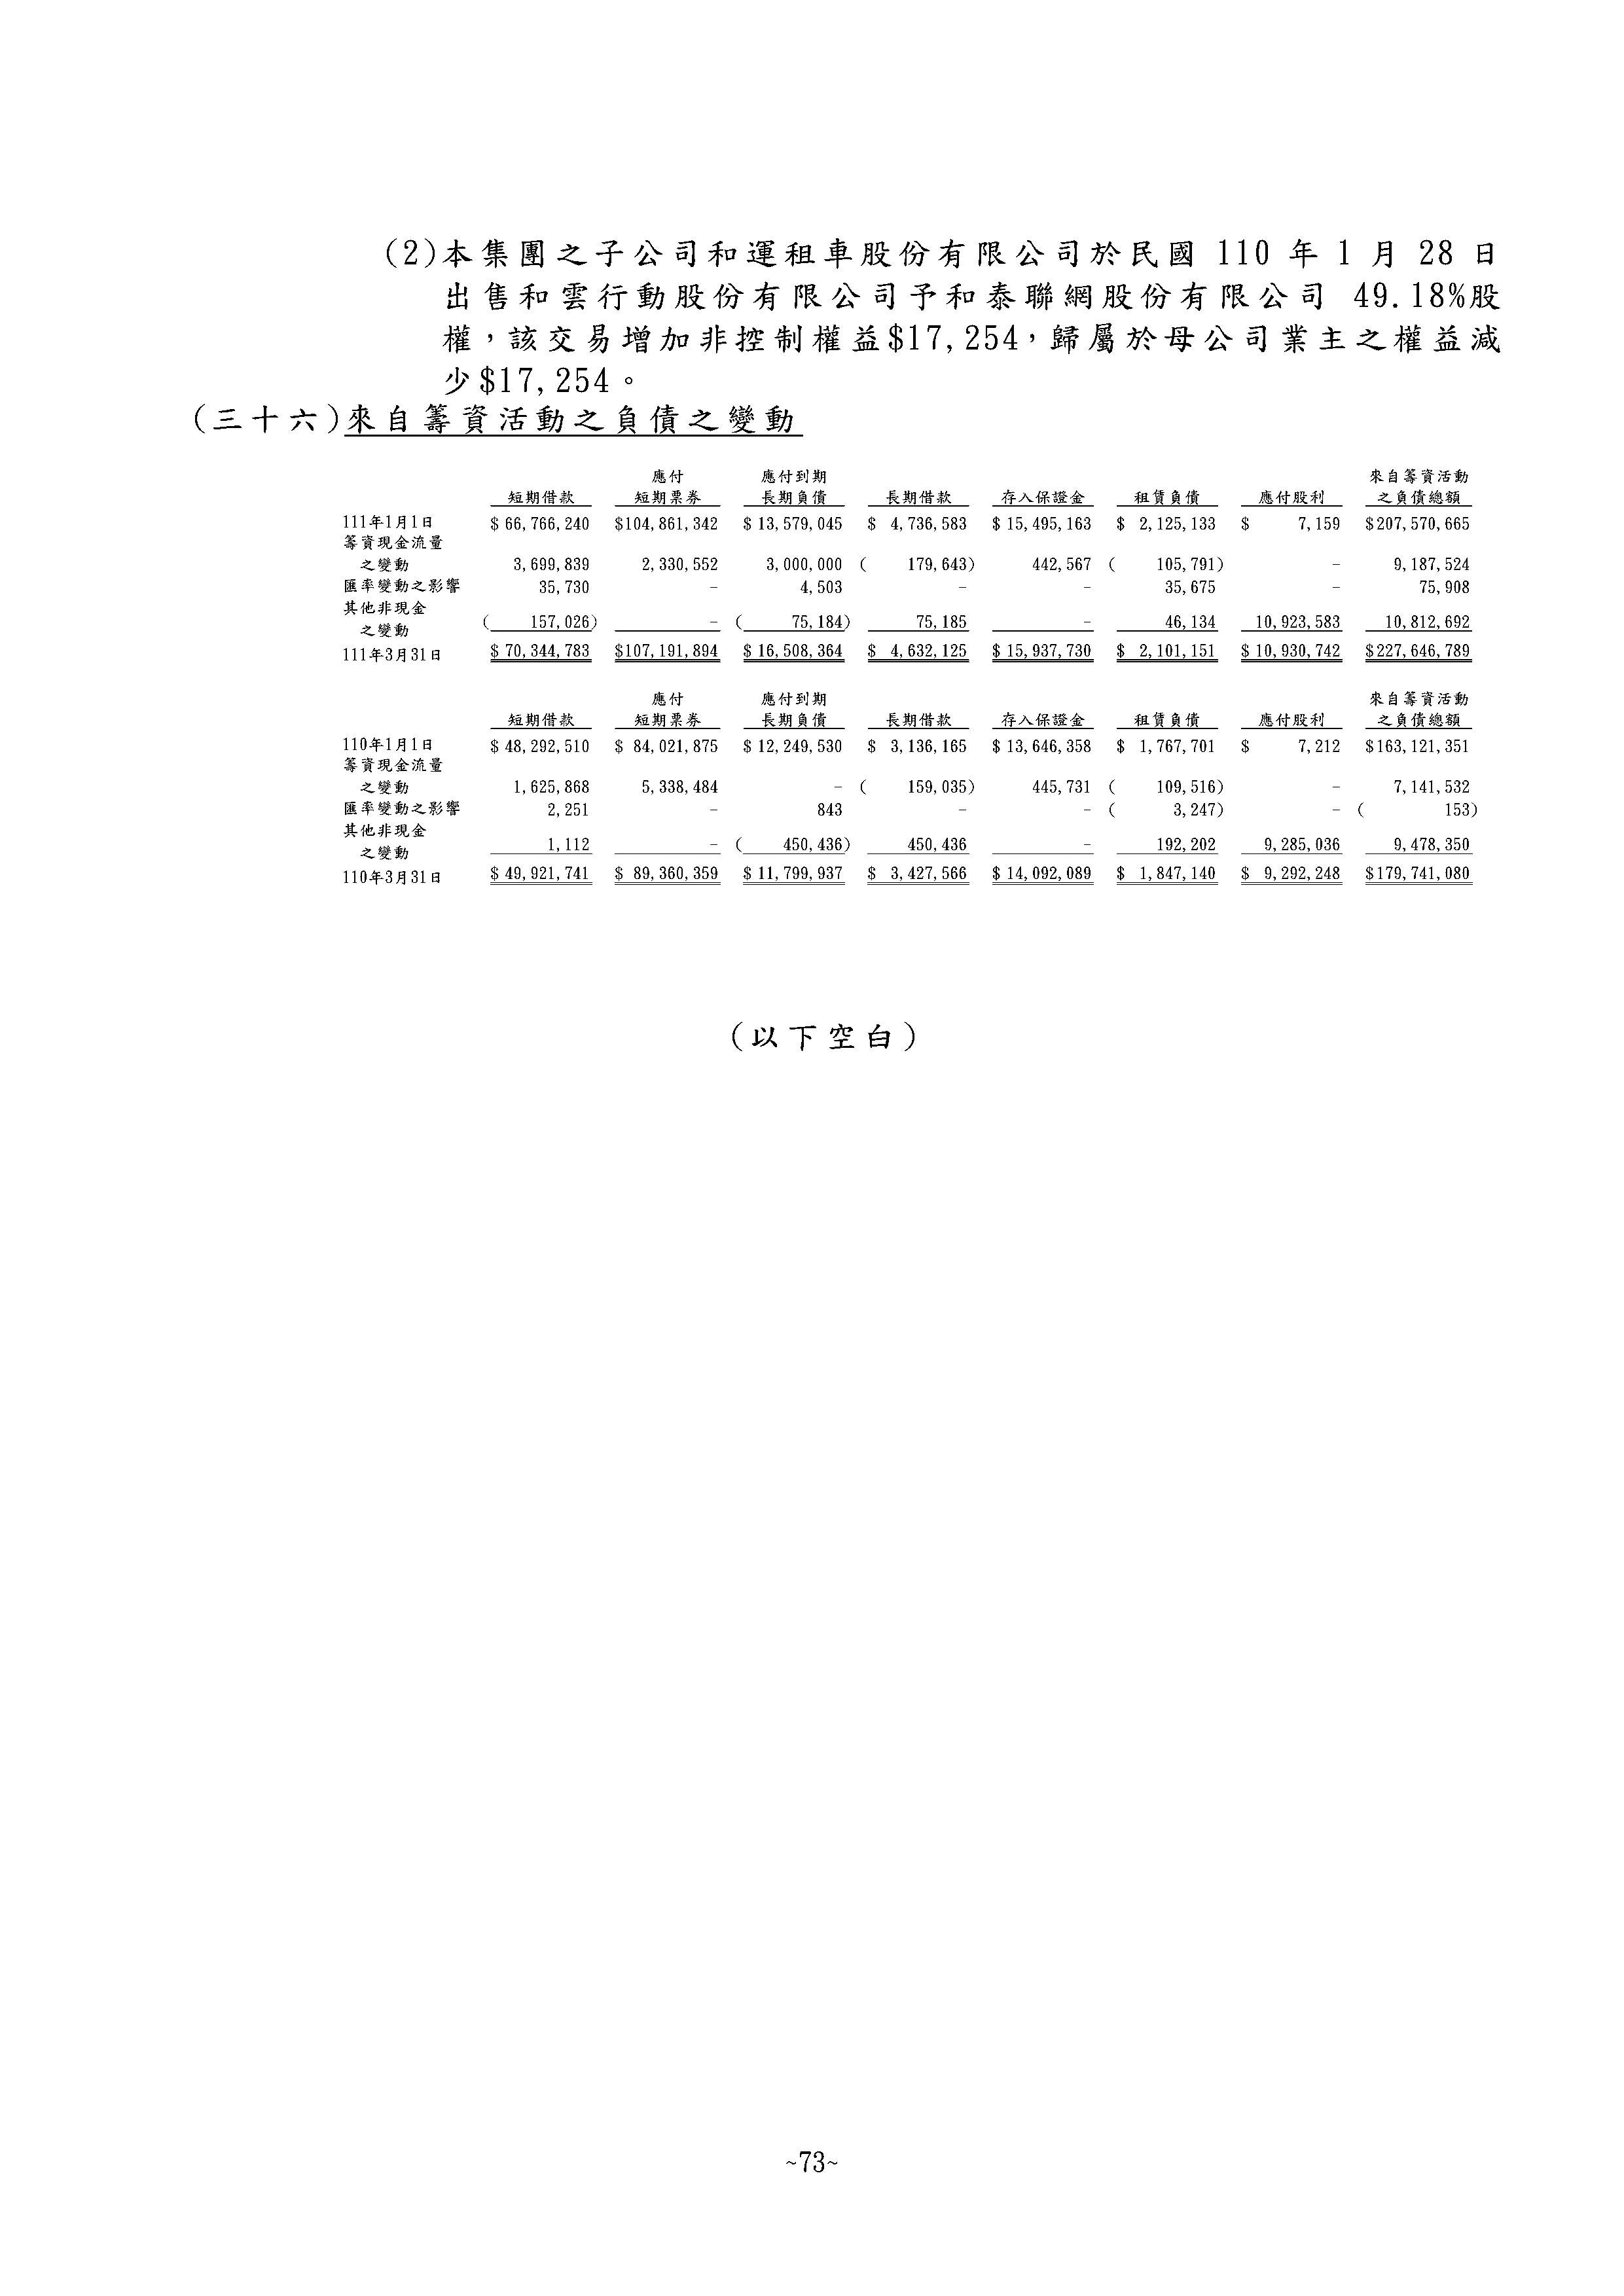 (2)本集團之子公司和運租車股份有限公司於民國 110 年 1 月 28 日
出售和雲行動股份有限公司予和泰聯網股份有限公司 49.18%股
權，該交易增加非控制權益$17,254，歸屬於母公司業主之權益減
少$17,254。
(三十六)來自籌資活動之負債之變動
應付 應付到期 來自籌資活動
短期借款 短期票券 長期負債 長期借款 存入保證金 租賃負債 應付股利 之負債總額
111年1月1日 $ 66,766,240 $104,861,342 $ 13,579,045 $ 4,736,583 $ 15,495,163 $ 2,125,133 $ 7,159 $207,570,665
籌資現金流量
之變動 3,699,839 2,330,552 3,000,000 ( 179,643) 442,567 ( 105,791) - 9,187,524
匯率變動之影響 35,730 - 4,503 - - 35,675 - 75,908
其他非現金
之變動 ( 157,026) - ( 75,184) 75,185 - 46,134 10,923,583 10,812,692
111年3月31日 $ 70,344,783 $107,191,894 $ 16,508,364 $ 4,632,125 $ 15,937,730 $ 2,101,151 $ 10,930,742 $227,646,789
應付 應付到期 來自籌資活動
短期借款 短期票券 長期負債 長期借款 存入保證金 租賃負債 應付股利 之負債總額
110年1月1日 $ 48,292,510 $ 84,021,875 $ 12,249,530 $ 3,136,165 $ 13,646,358 $ 1,767,701 $ 7,212 $163,121,351
籌資現金流量
之變動 1,625,868 5,338,484 - ( 159,035) 445,731 ( 109,516) - 7,141,532
匯率變動之影響 2,251 - 843 - - ( 3,247) - ( 153)
其他非現金
之變動 1,112 - ( 450,436) 450,436 - 192,202 9,285,036 9,478,350
110年3月31日 $ 49,921,741 $ 89,360,359 $ 11,799,937 $ 3,427,566 $ 14,092,089 $ 1,847,140 $ 9,292,248 $179,741,080
(以下空白)
~73~